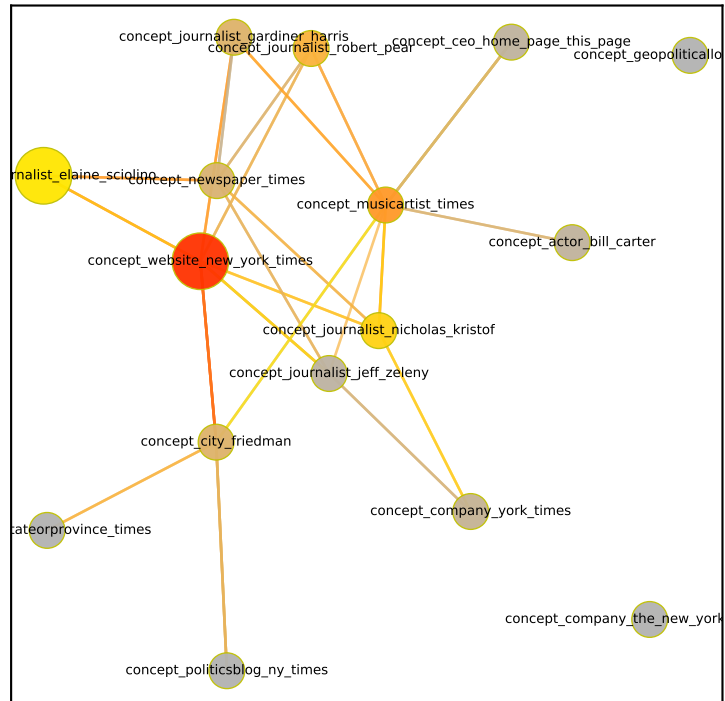 concept_journalist_gardiner_harris
concept_journalist_robert_pear
concept_ceo_home_page_this_page
concept_geopoliticallo
rnalist_elaine_sciolino
concept_newspaper_times
concept_musicartist_times
concept_actor_bill_carter
concept_website_new_york_times
concept_journalist_nicholas_kristof
concept_journalist_jeff_zeleny
concept_city_friedman
concept_company_york_times
tateorprovince_times
concept_company_the_new_york
concept_politicsblog_ny_times